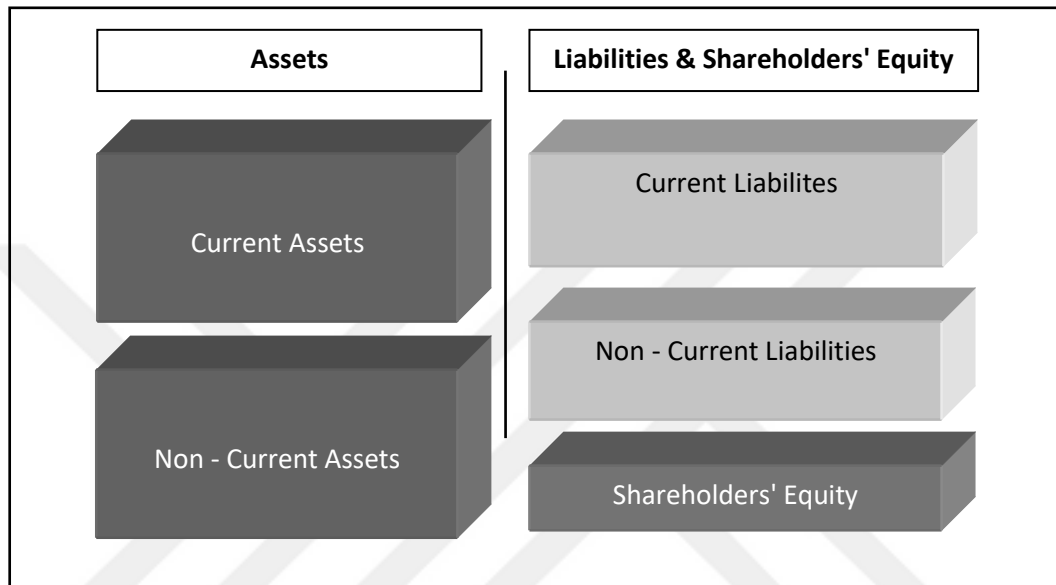 Assets
Liabilities & Shareholders' Equity
Current Assets
Non - Current Assets
Current Liabilites
Non - Current Liabilities
Shareholders' Equity